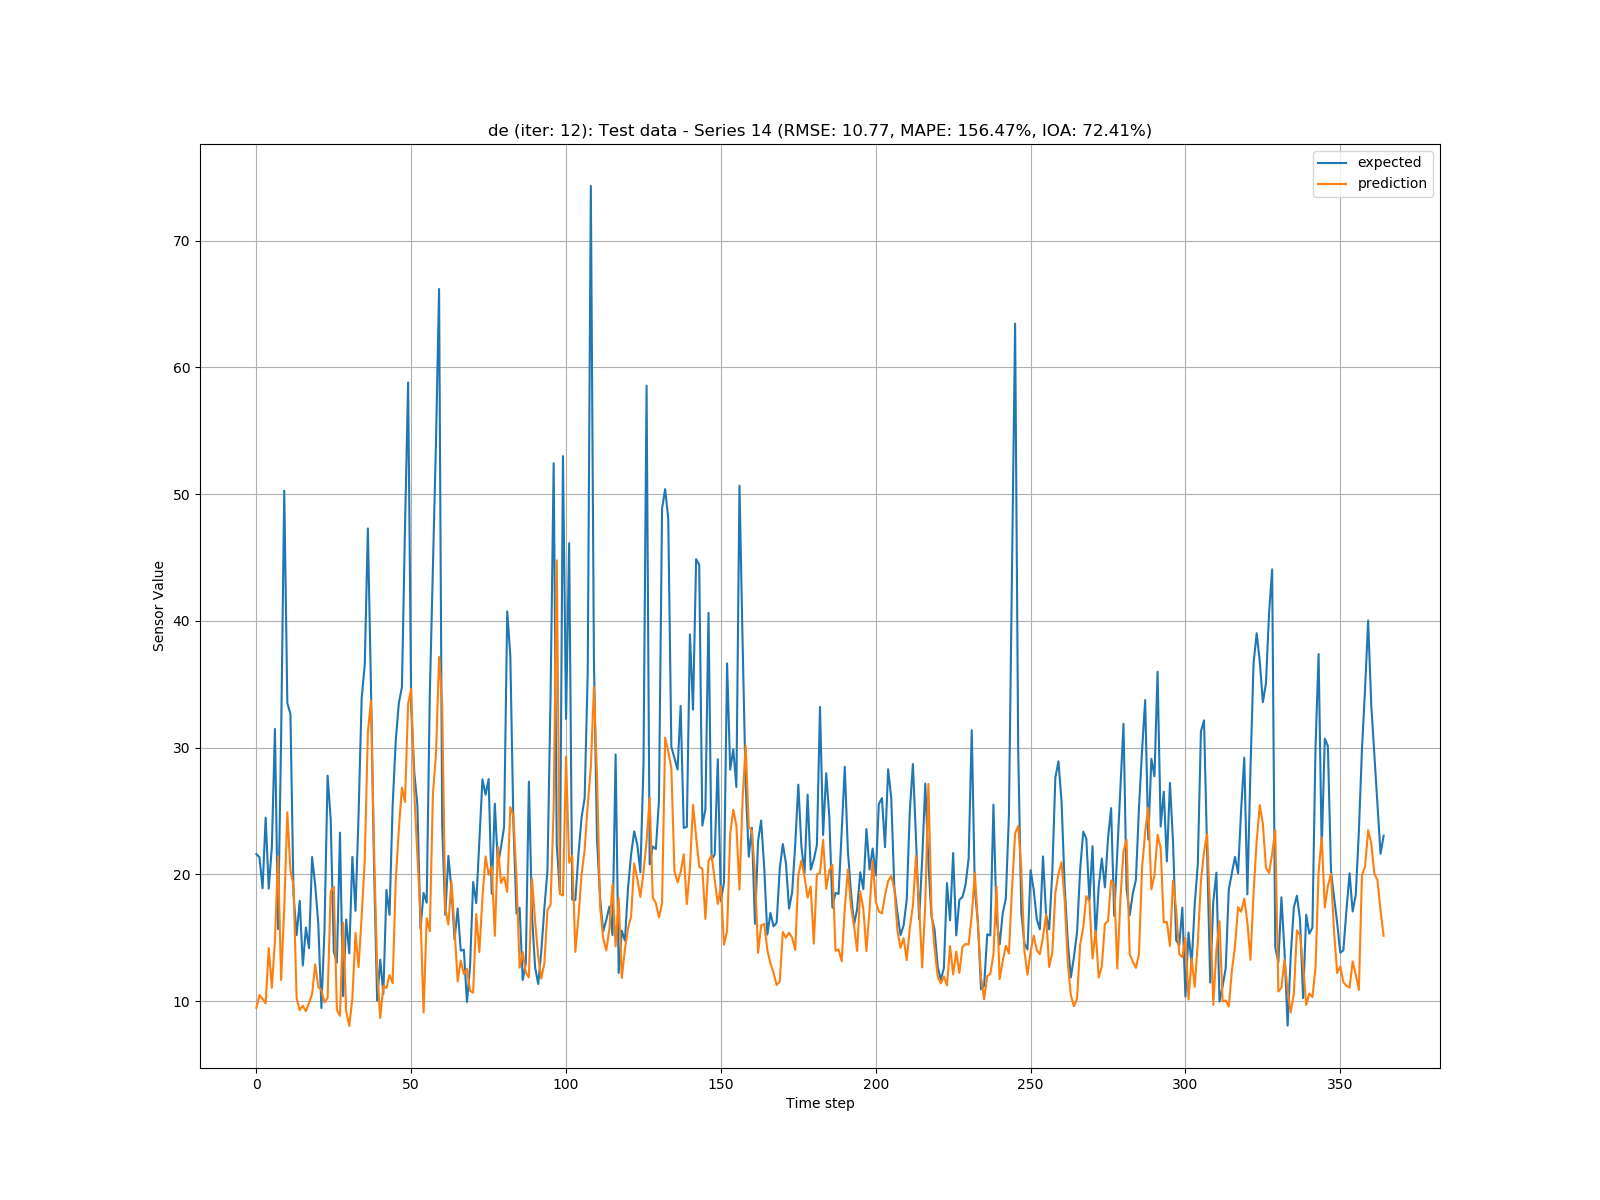 de (iter: 12): Test data - Series 14 (RMSE: 10.77, MAPE: 156.47%, IOA: 72.41%)
expected
prediction
70
60
50
40
30
20
10
Sensor Value
0 50 100 150 200 250 300 350
Time step